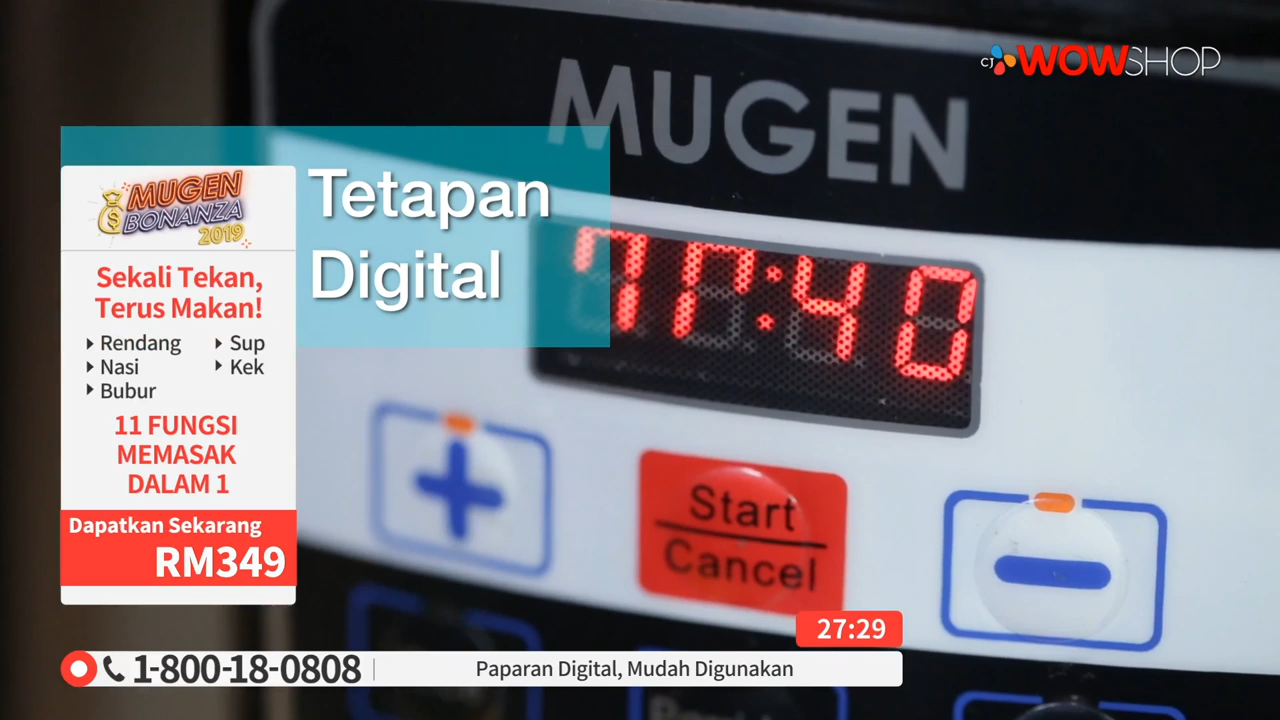 CJ WOWSHOP
MUGEN
MUGEN
BONANZA
2019
Tetapan
Digital
Sekali Tekan,
Terus Makan!
Rendang
Nasi
Bubur
Sup
Kek
11 FUNGSI
MEMASAK
DALAM 1
Dapatkan Sekarang
RM349
:40
Start
Cancel
27:29
1-800-18-0808
Paparan Digital, Mudah Digunakan